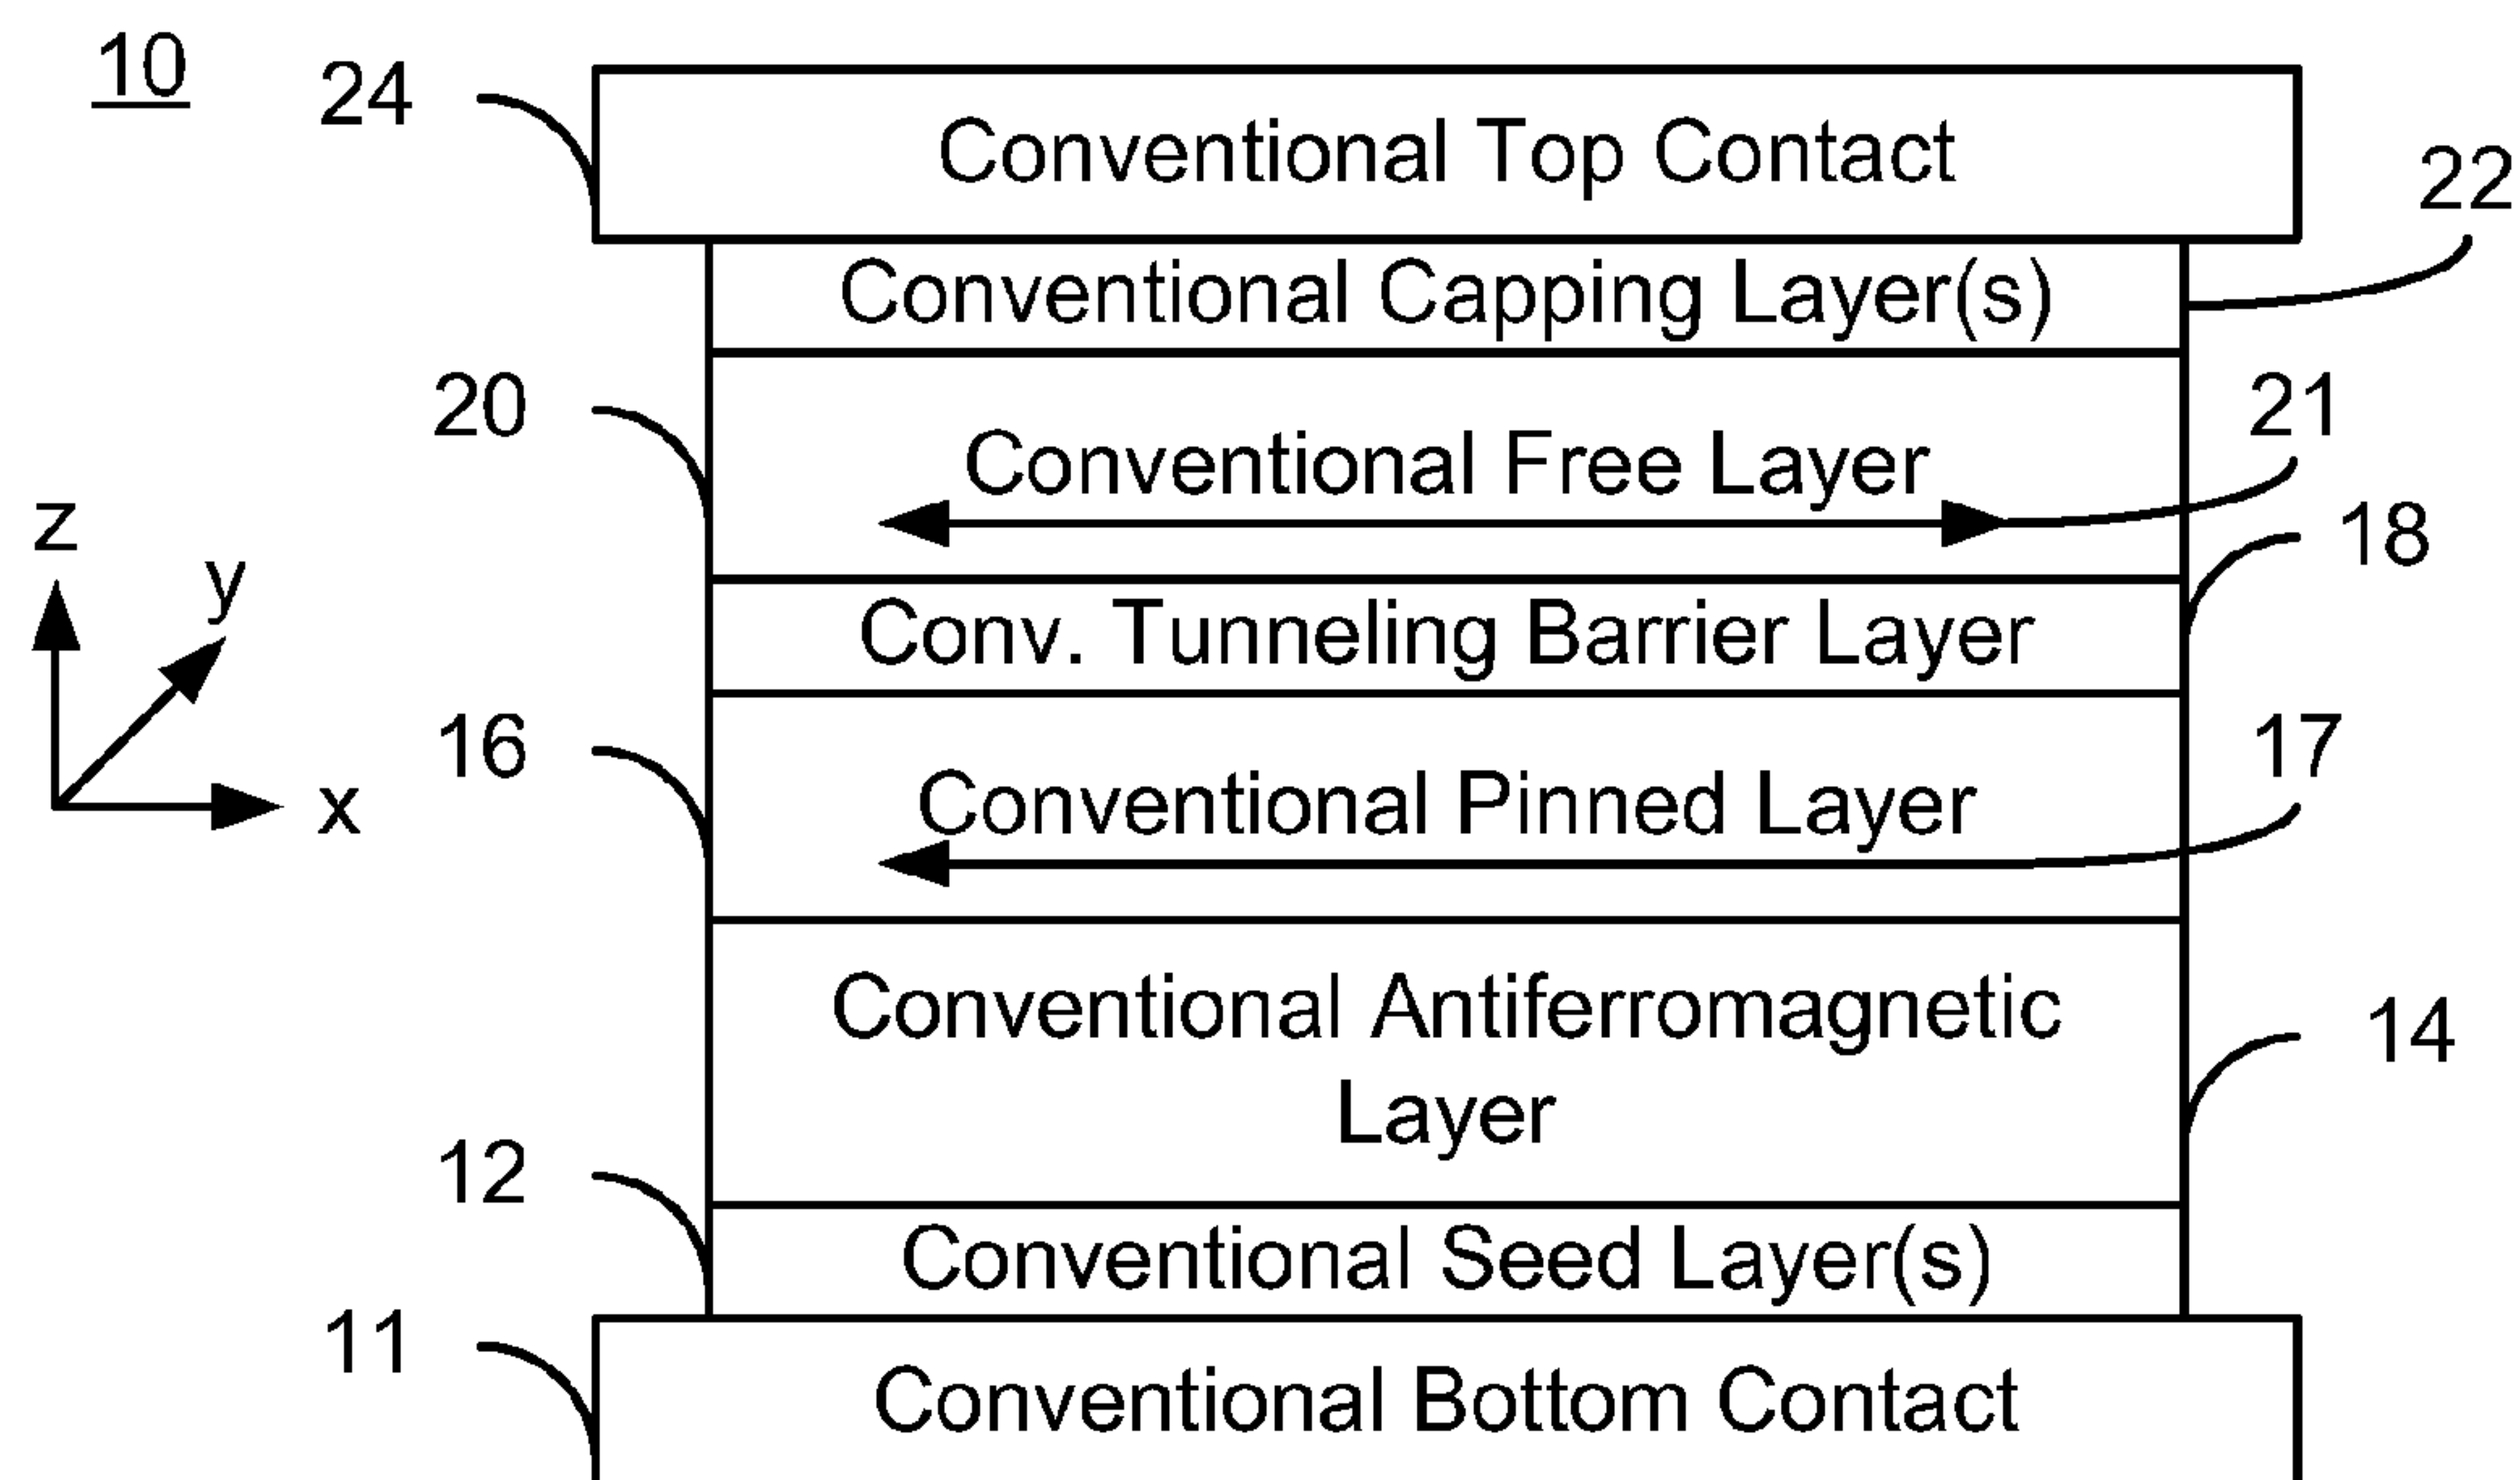 10
24
Conventional Top Contact
22
Conventional Capping Layer(s)
20
21
Conventional Free Layer
z
18
y
Conv. Tunneling Barrier Layer
16
17
x
Conventional Pinned Layer
Conventional Antiferromagnetic
14
Layer
12
Conventional Seed Layer(s)
11
Conventional Bottom Contact